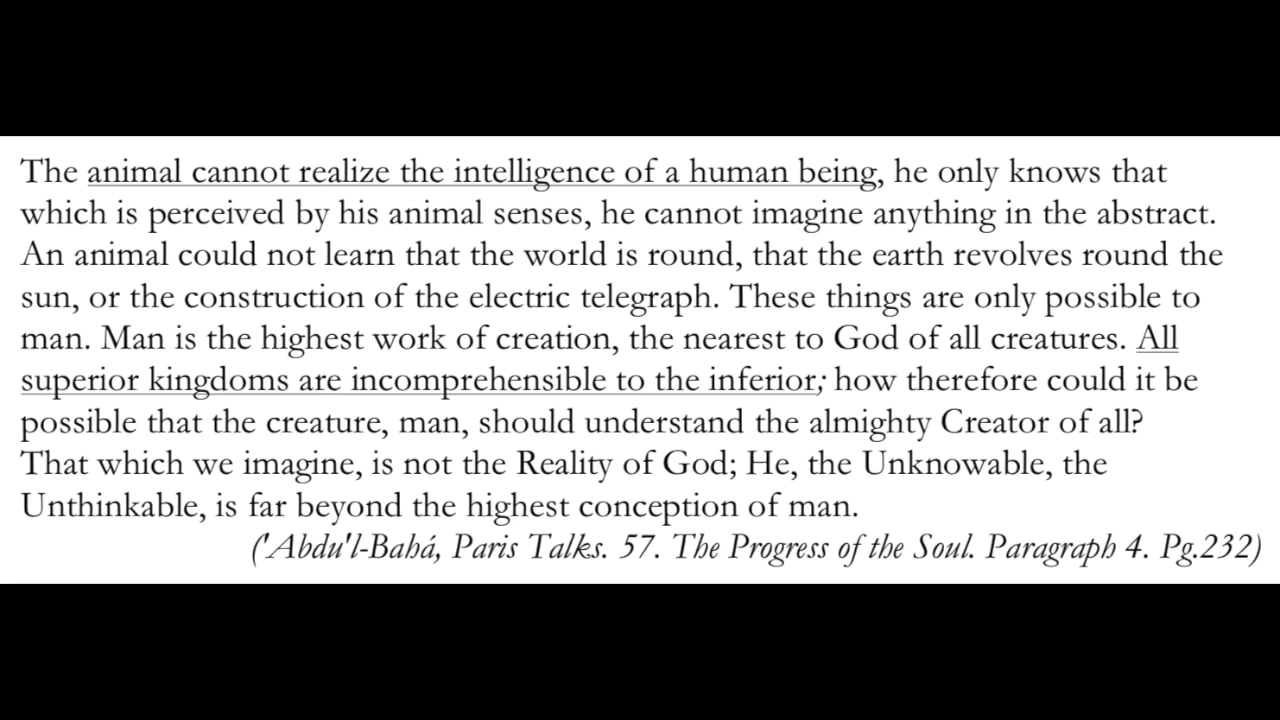 The animal cannot realize the intelligence of a human being, he only knows that
which is perceived by his animal senses, he cannot imagine anything in the abstract.
An animal could not learn that the world is round, that the earth revolves round the
sun, or the construction of the electric telegraph. These things are only possible to
man. Man is the highest work of creation, the nearest to God of all creatures. All
superior kingdoms are incomprehensible to the inferior; how therefore could it be
possible that the creature, man, should understand the almighty Creator of all?
That which we imagine, is not the Reality of God; He, the Unknowable, the
Unthinkable, is far beyond the highest conception of man.
('Abdu'l-Bahá, Paris Talks. 57. The Progress of the Soul. Paragraph 4. Pg.232)